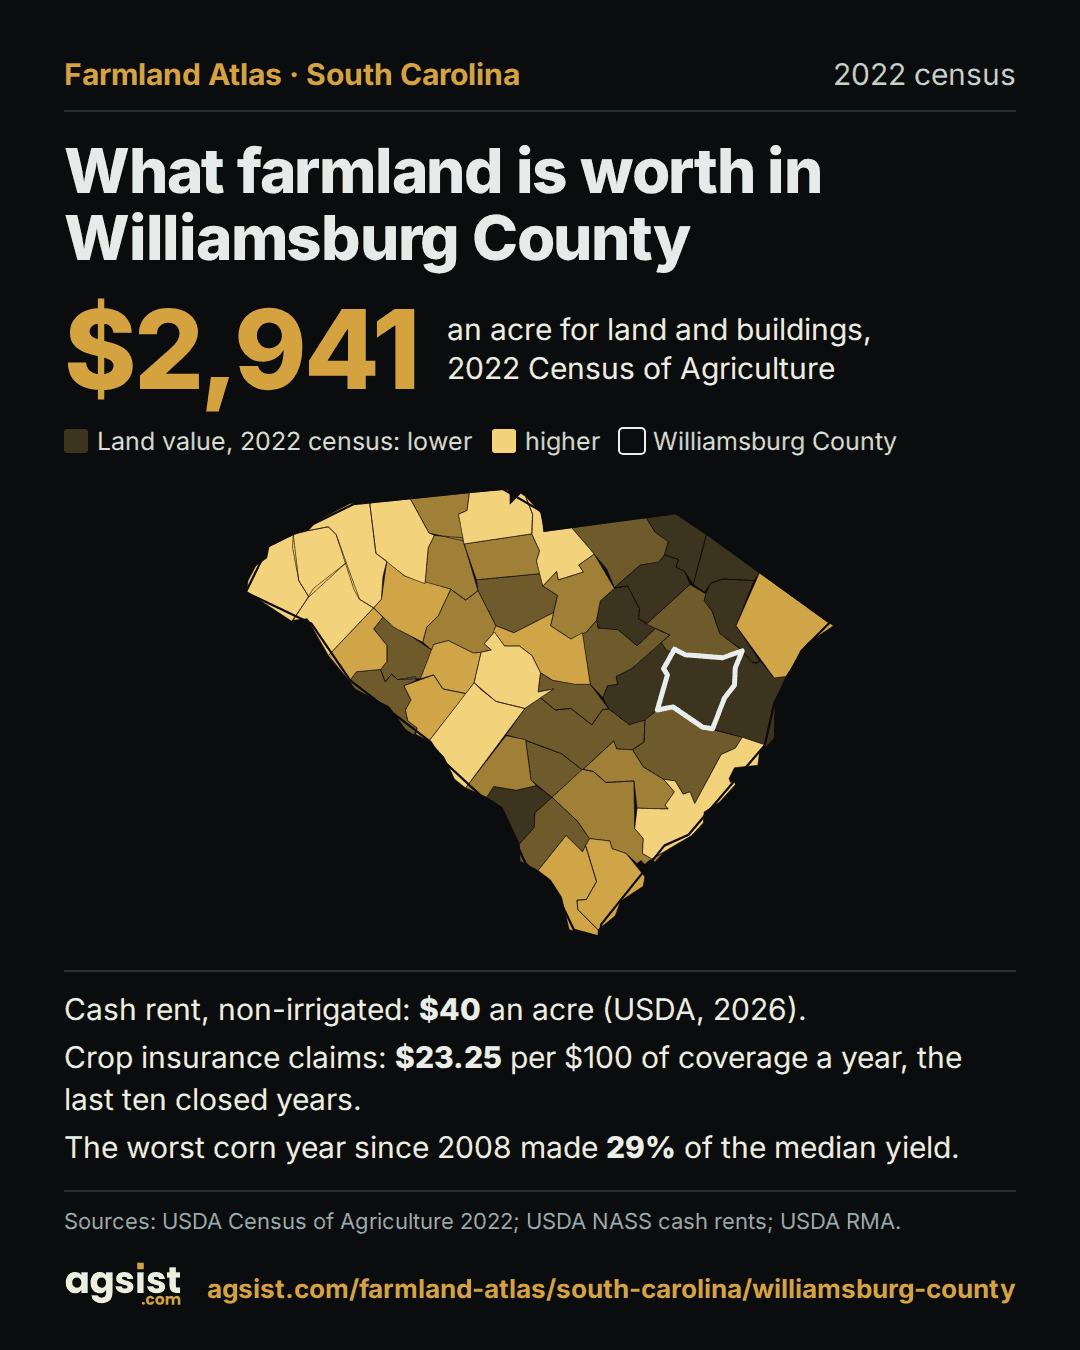 Farmland Atlas · South Carolina
2022 census
What farmland is worth in
Williamsburg County
$2,941
an acre for land and buildings,
2022 Census of Agriculture
Land value, 2022 census: lower
higher
Williamsburg County
Cash rent, non-irrigated: $40 an acre (USDA, 2026).
Crop insurance claims: $23.25 per $100 of coverage a year, the
last ten closed years.
The worst corn year since 2008 made 29% of the median yield.
Sources: USDA Census of Agriculture 2022; USDA NASS cash rents; USDA RMA.
agsist
.com
agsist.com/farmland-atlas/south-carolina/williamsburg-county